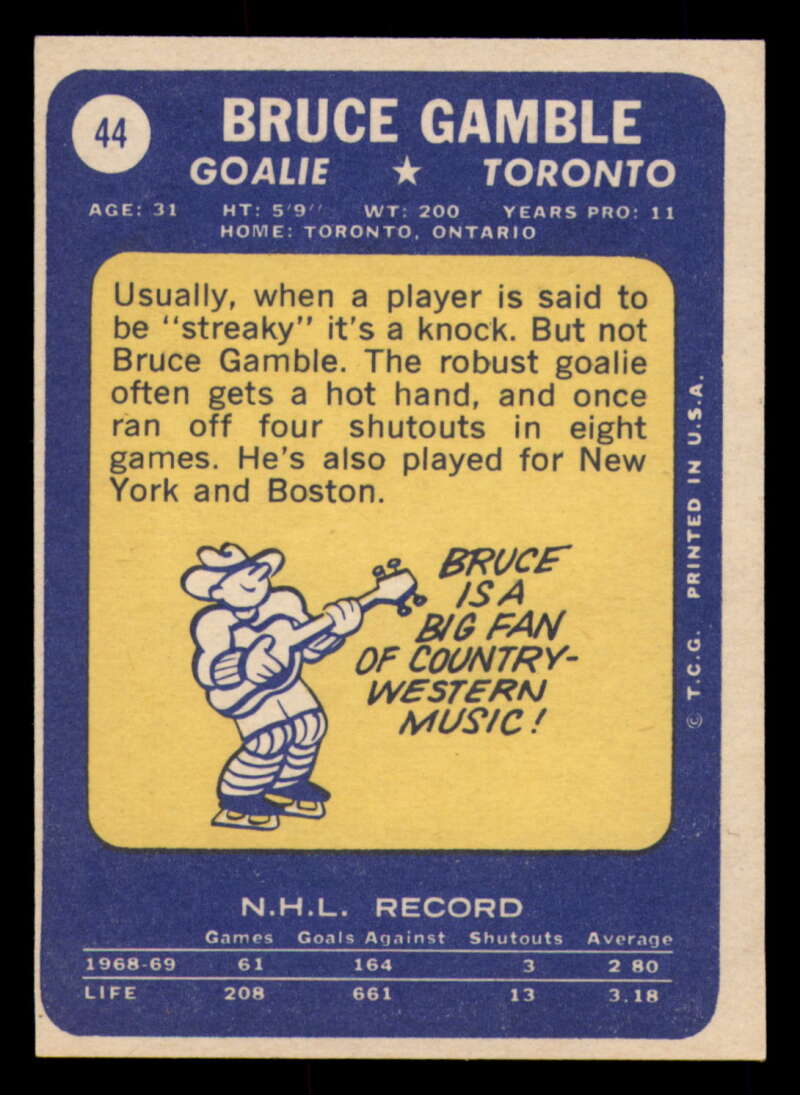 44
BRUCE GAMBLE
GOALIE ★ TORONTO
AGE: 31 HT: 5'9" WT: 200 YEARS PRO: 11
HOME: TORONTO, ONTARIO
Usually, when a player is said to
be "streaky" it's a knock. But not
Bruce Gamble. The robust goalie
often gets a hot hand, and once
ran off four shutouts in eight
games. He's also played for New
York and Boston.
BRUCE
IS A
BIG FAN
OF COUNTRY-
WESTERN
MUSIC!
© T.C.G. PRINTED IN U.S.A.
N.H.L. RECORD
Games Goals Against Shutouts Average
1968-69 61 164 3 2 80
LIFE 208 661 13 3.18